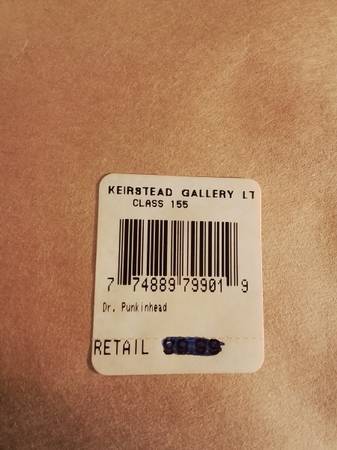 KEIRSTEAD GALLERY LT
CLASS 155
7 74889 79901 9
Dr. Punkinhead
RETAIL